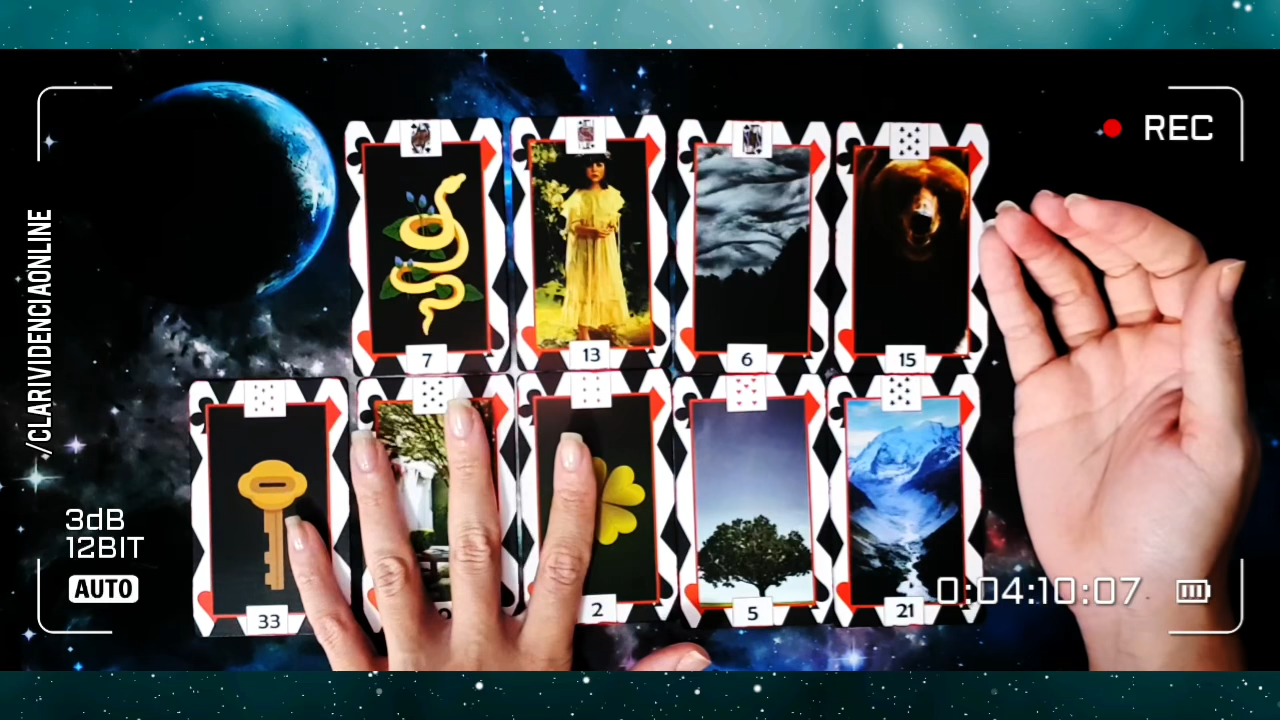 REC
/CLARIVIDENCIAONLINE
7
13
6
15
3dB
12BIT
AUTO
33
2
5
21
0:04:10:07